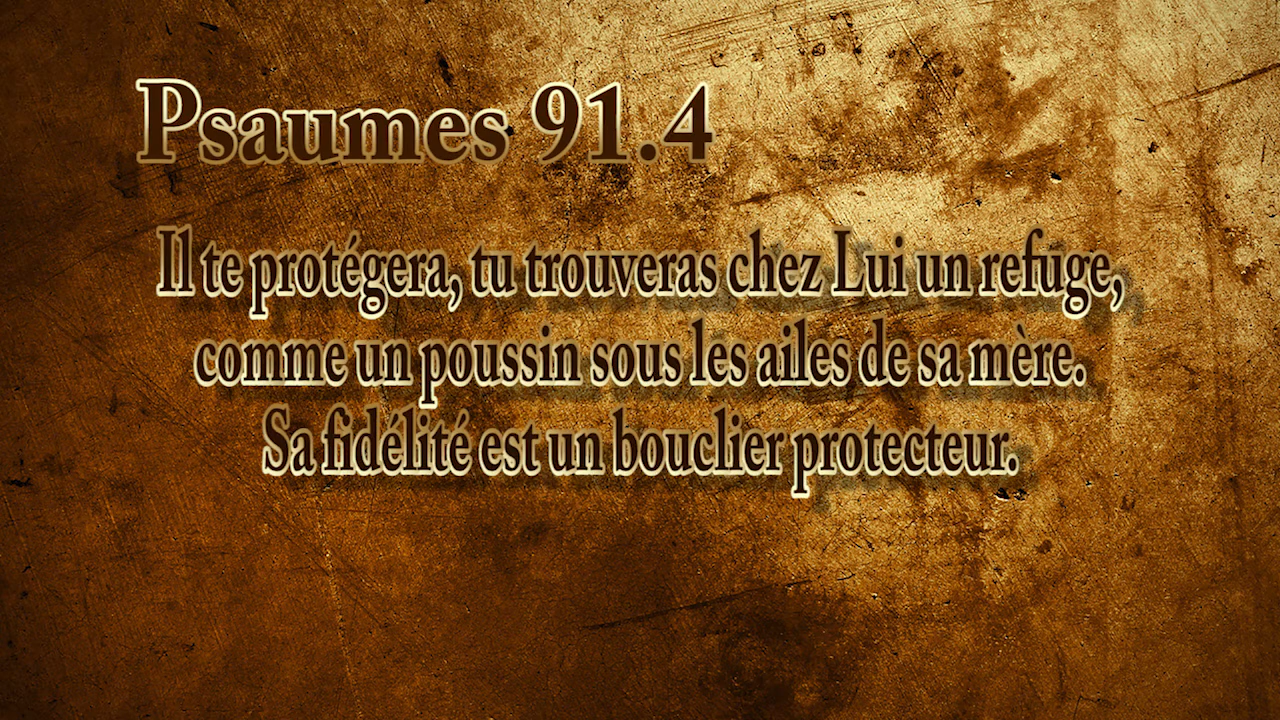 Psaumes 91.4
Il te protégera, tu trouveras chez Lui un refuge,
comme un poussin sous les ailes de sa mère.
Sa fidélité est un bouclier protecteur.